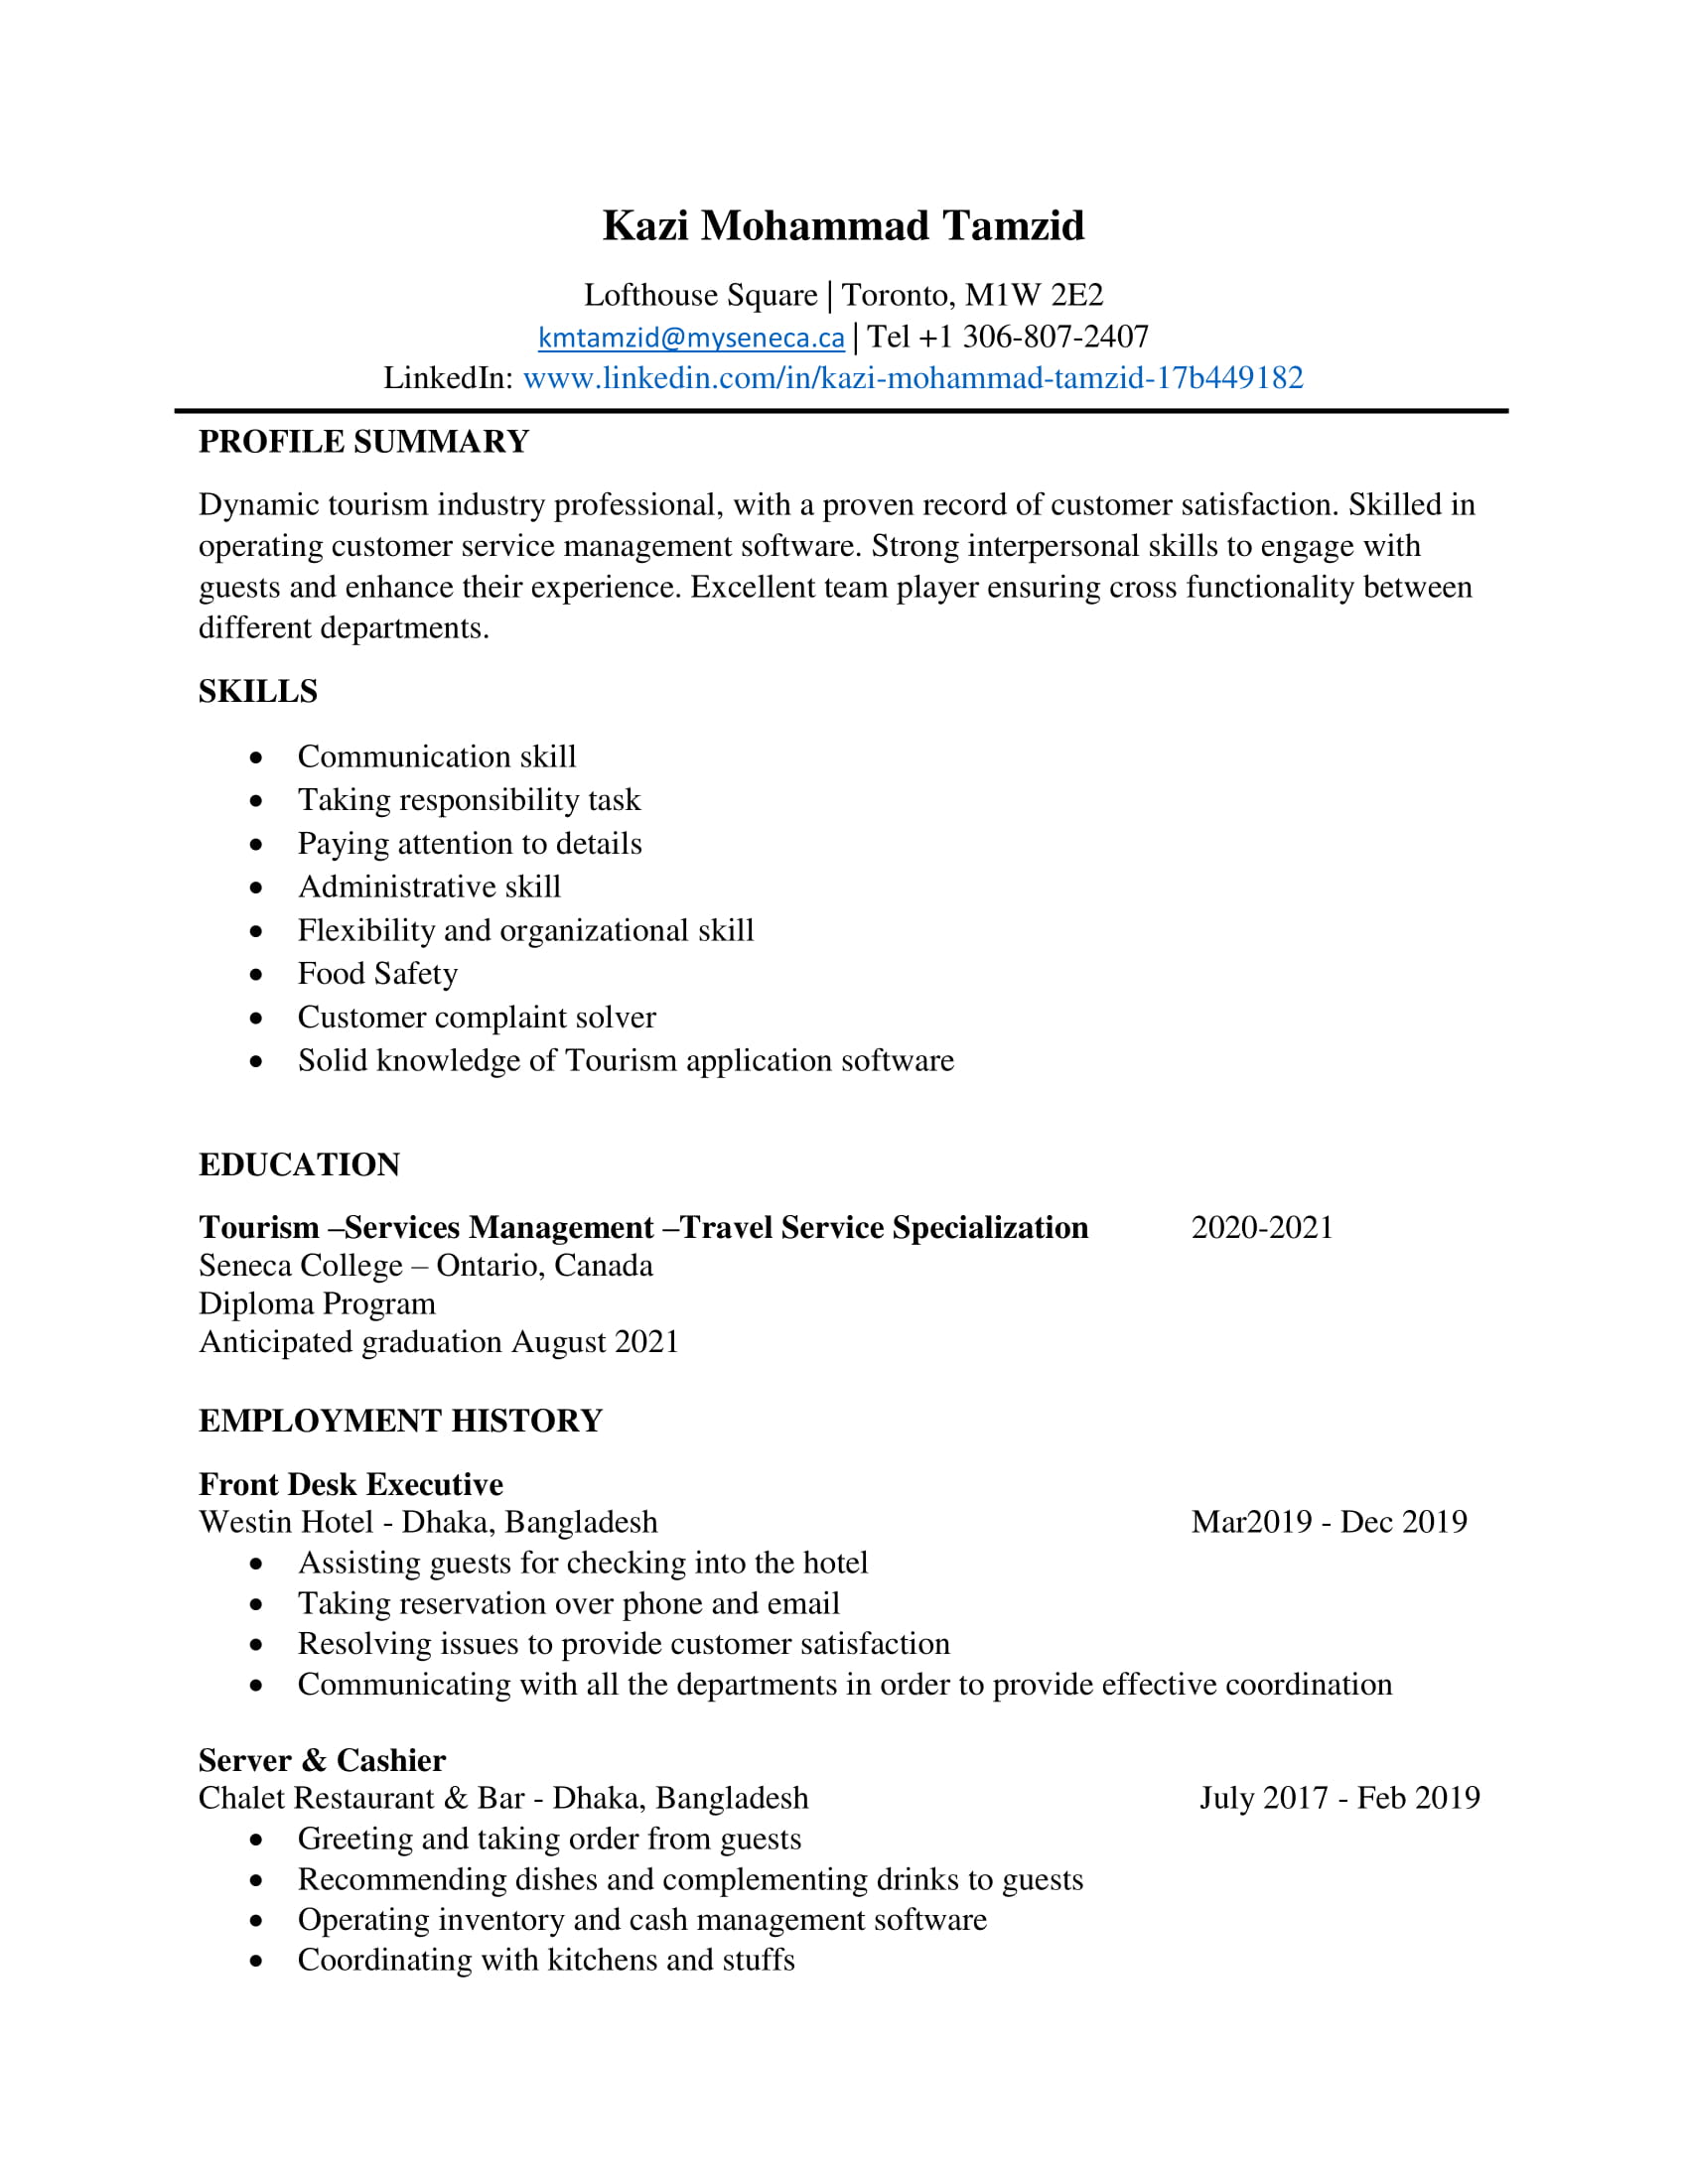 Kazi Mohammad Tamzid
Lofthouse Square | Toronto, M1W 2E2
kmtamzid@myseneca.ca | Tel +1 306-807-2407
LinkedIn: www.linkedin.com/in/kazi-mohammad-tamzid-17b449182
PROFILE SUMMARY
Dynamic tourism industry professional, with a proven record of customer satisfaction. Skilled in
operating customer service management software. Strong interpersonal skills to engage with
guests and enhance their experience. Excellent team player ensuring cross functionality between
different departments.
SKILLS
• Communication skill
• Taking responsibility task
• Paying attention to details
• Administrative skill
• Flexibility and organizational skill
• Food Safety
• Customer complaint solver
• Solid knowledge of Tourism application software
EDUCATION
Tourism –Services Management –Travel Service Specialization 2020-2021
Seneca College – Ontario, Canada
Diploma Program
Anticipated graduation August 2021
EMPLOYMENT HISTORY
Front Desk Executive
Westin Hotel - Dhaka, Bangladesh Mar2019 - Dec 2019
• Assisting guests for checking into the hotel
• Taking reservation over phone and email
• Resolving issues to provide customer satisfaction
• Communicating with all the departments in order to provide effective coordination
Server & Cashier
Chalet Restaurant & Bar - Dhaka, Bangladesh July 2017 - Feb 2019
• Greeting and taking order from guests
• Recommending dishes and complementing drinks to guests
• Operating inventory and cash management software
• Coordinating with kitchens and stuffs